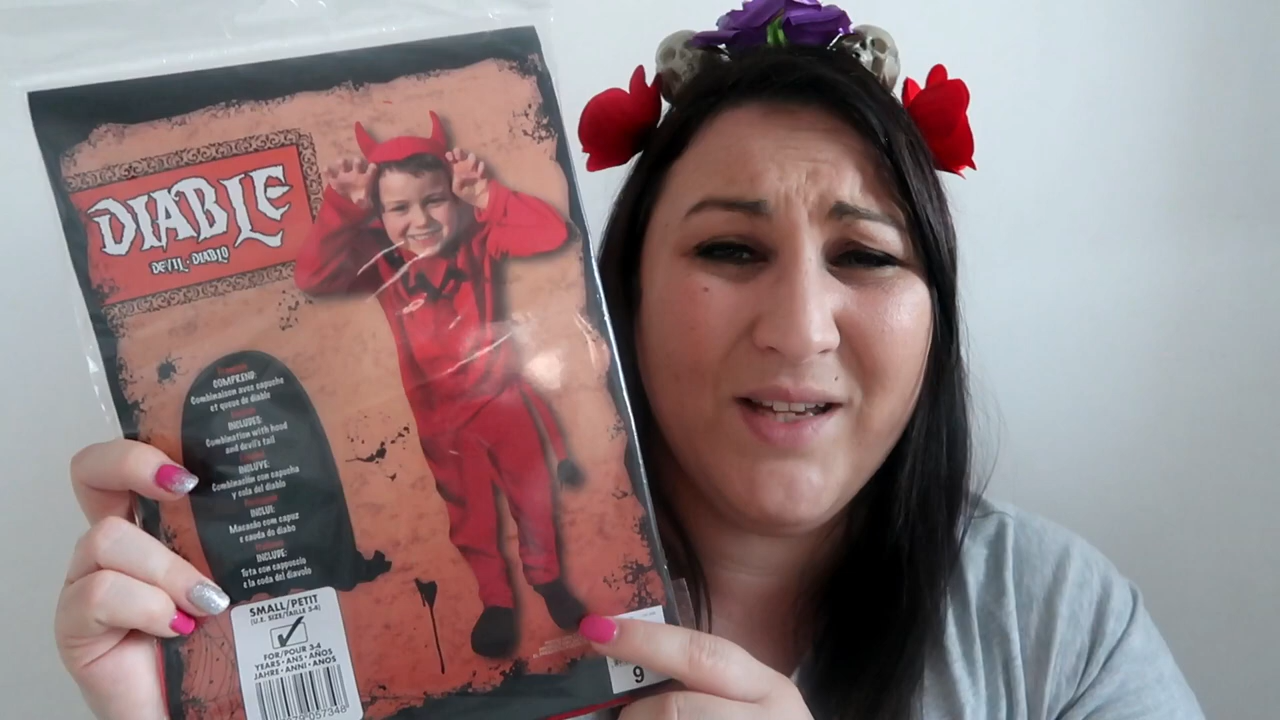 DIABLE
DEVIL · DIABLO
COMPREND:
Combinaison avec capuche
et queue de diable
INCLUDES:
Combination with hood
and devil's tail
INCLUYE:
Combinación con capucha
y cola del diablo
INCLUI:
Macacão com capuz
e cauda do diabo
INCLUDE:
Tuta con cappuccio
e la coda del diavolo
SMALL/PETIT
(U.E. SIZE/TAILLE 3-4)
FOR/POUR 3-4
YEARS·ANS·AÑOS
JAHRE·ANNI·ANOS
057348
9